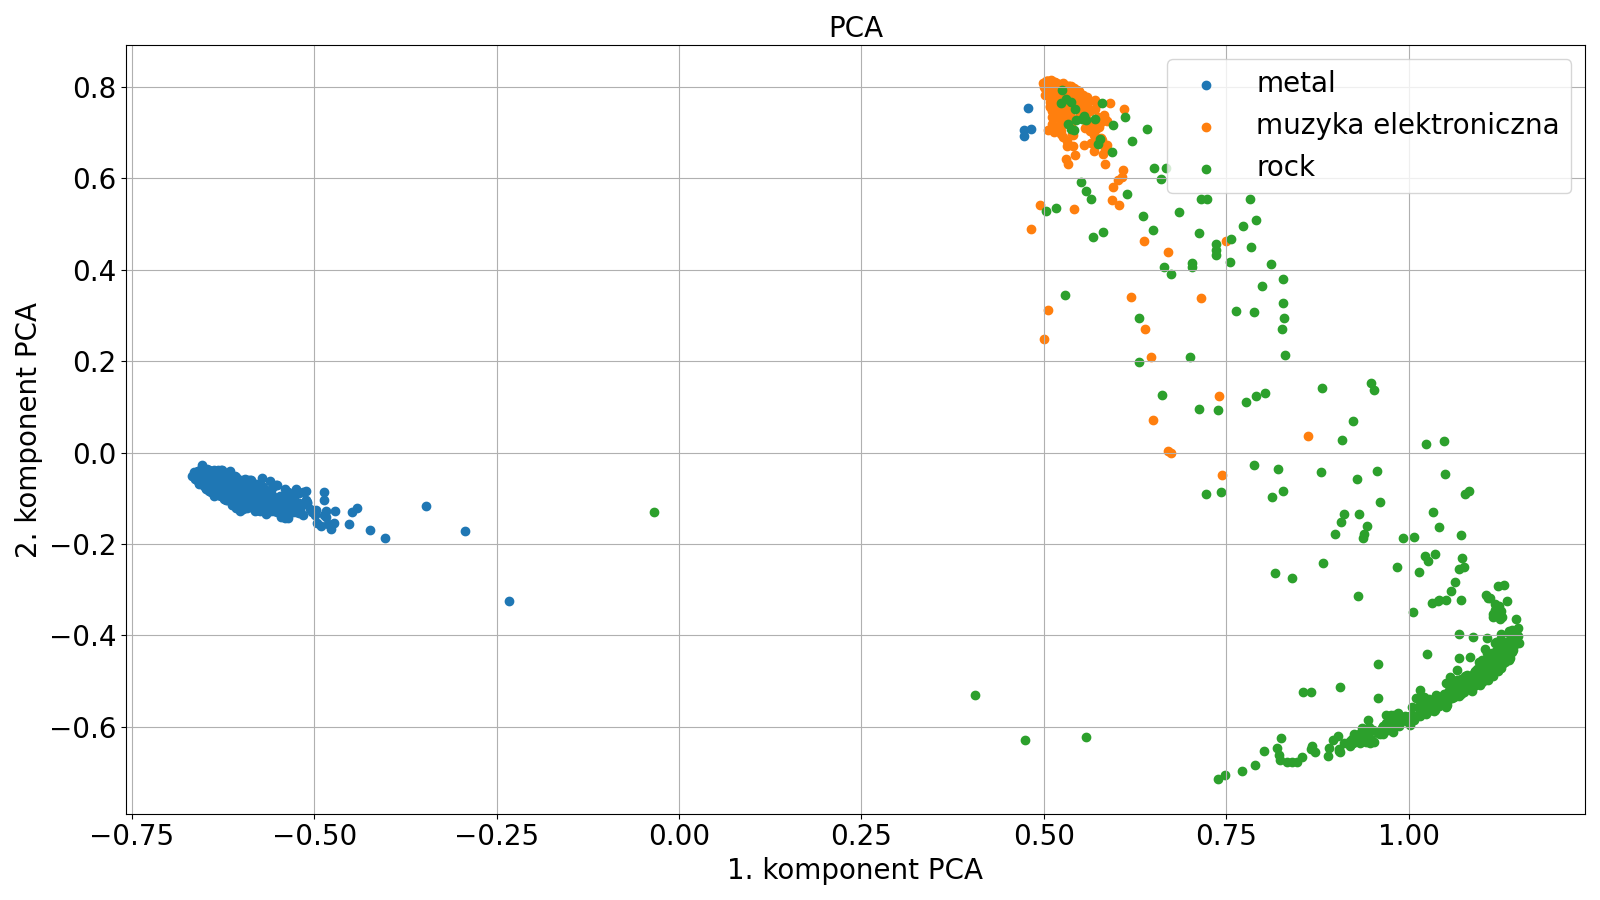 PCA
metal
muzyka elektroniczna
rock
0.8
0.6
0.4
0.2
0.0
−0.2
−0.4
−0.6
2. komponent PCA
−0.75 −0.50 −0.25 0.00 0.25 0.50 0.75 1.00
1. komponent PCA